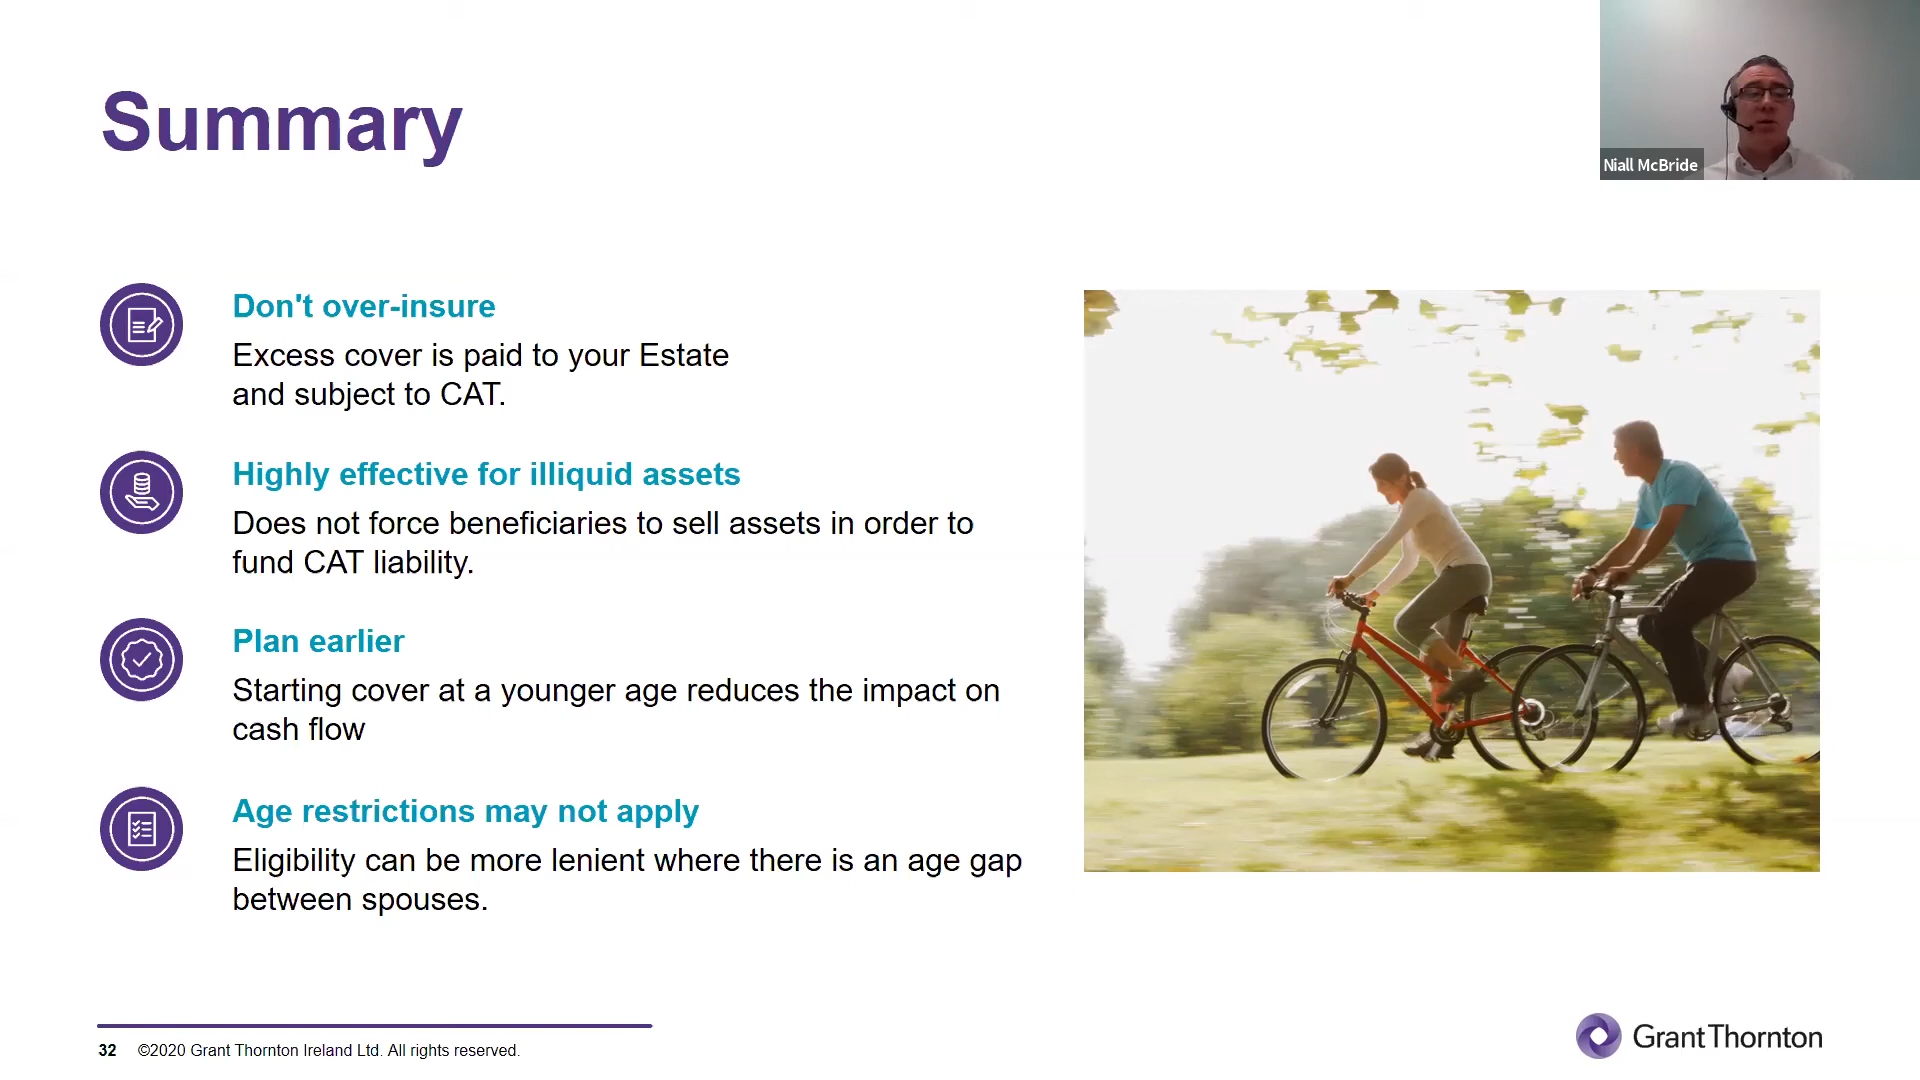 Summary
Niall McBride
Don't over-insure
Excess cover is paid to your Estate
and subject to CAT.
Highly effective for illiquid assets
Does not force beneficiaries to sell assets in order to
fund CAT liability.
Plan earlier
Starting cover at a younger age reduces the impact on
cash flow
Age restrictions may not apply
Eligibility can be more lenient where there is an age gap
between spouses.
32 ©2020 Grant Thornton Ireland Ltd. All rights reserved.
GrantThornton